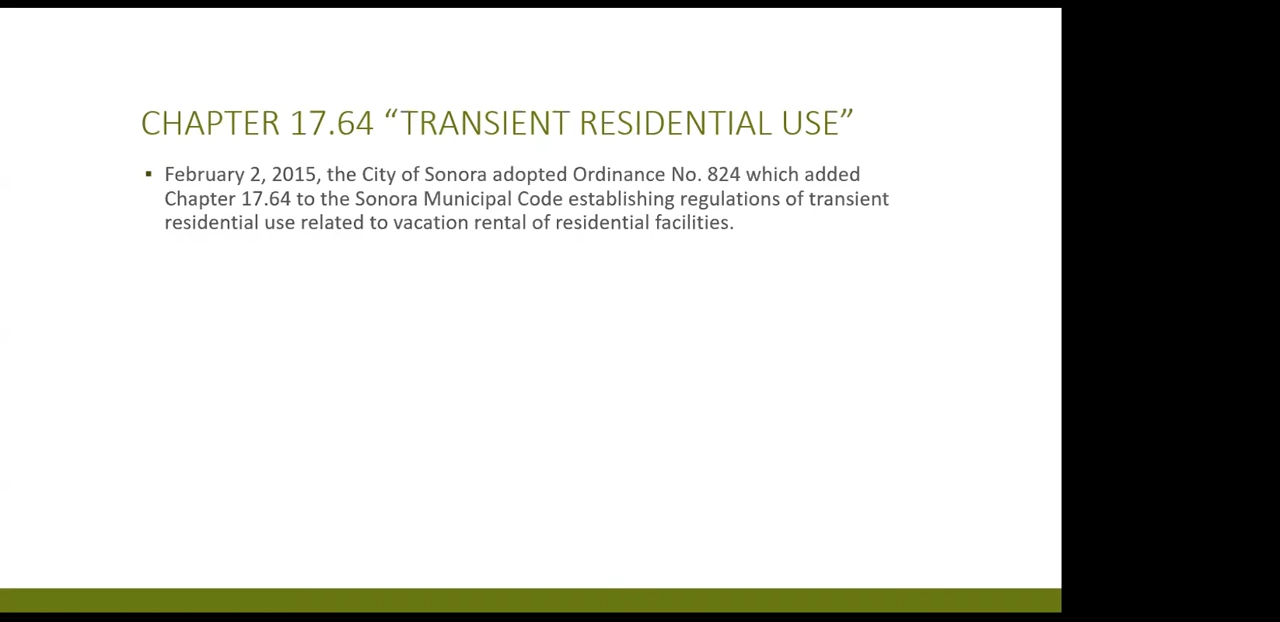 CHAPTER 17.64 “TRANSIENT RESIDENTIAL USE”
▪ February 2, 2015, the City of Sonora adopted Ordinance No. 824 which added
Chapter 17.64 to the Sonora Municipal Code establishing regulations of transient
residential use related to vacation rental of residential facilities.